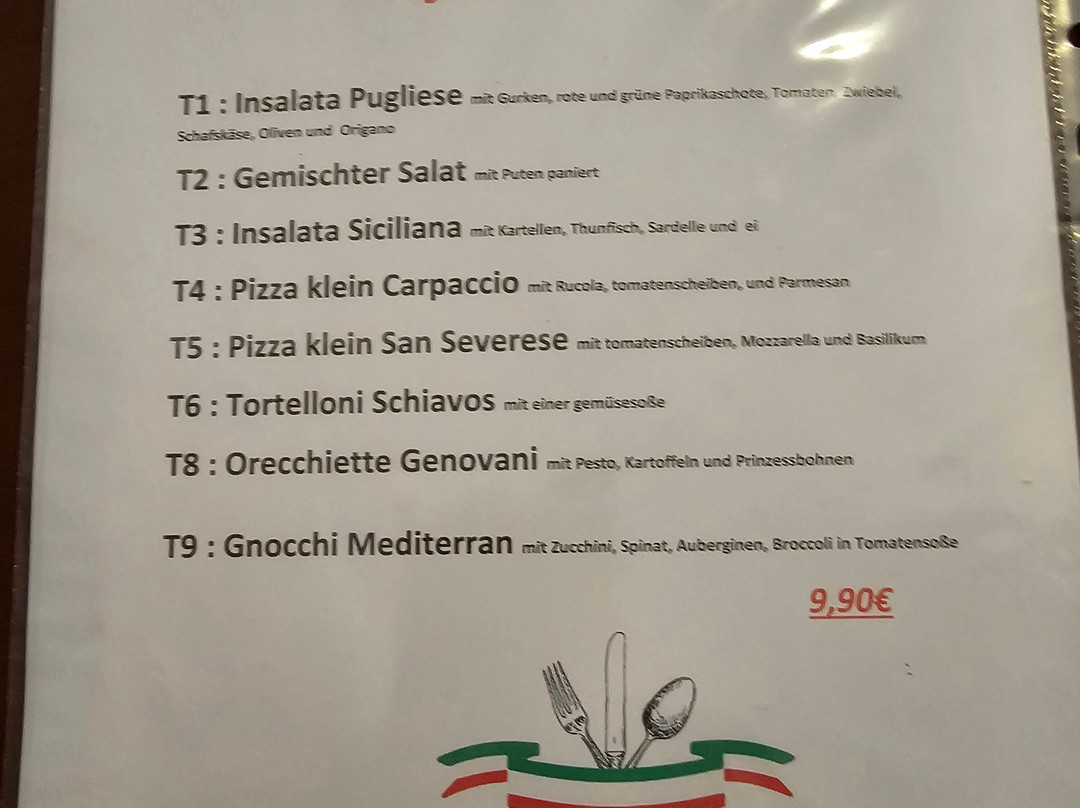 T1 : Insalata Pugliese mit Gurken, rote und grüne Paprikaschote, Tomaten Zwiebel,
Schafskäse, Oliven und Origano
T2 : Gemischter Salat mit Puten paniert
T3 : Insalata Siciliana mit Kartellen, Thunfisch, Sardelle und ei
T4 : Pizza klein Carpaccio mit Rucola, tomatenscheiben, und Parmesan
T5 : Pizza klein San Severese mit tomatenscheiben, Mozzarella und Basilikum
T6 : Tortelloni Schiavos mit einer gemüsesoße
T8 : Orecchiette Genovani mit Pesto, Kartoffeln und Prinzessbohnen
T9 : Gnocchi Mediterran mit Zucchini, Spinat, Auberginen, Broccoli in Tomatensoße
9,90€